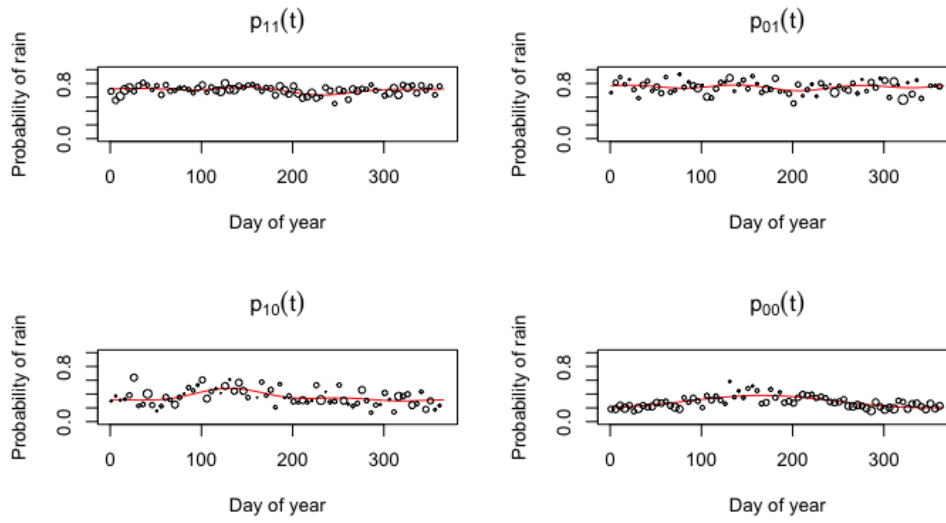 p11(t)
Probability of rain
0.8
0.0
0 100 200 300
Day of year
p01(t)
Probability of rain
0.8
0.0
0 100 200 300
Day of year
p10(t)
Probability of rain
0.8
0.0
0 100 200 300
Day of year
p00(t)
Probability of rain
0.8
0.0
0 100 200 300
Day of year